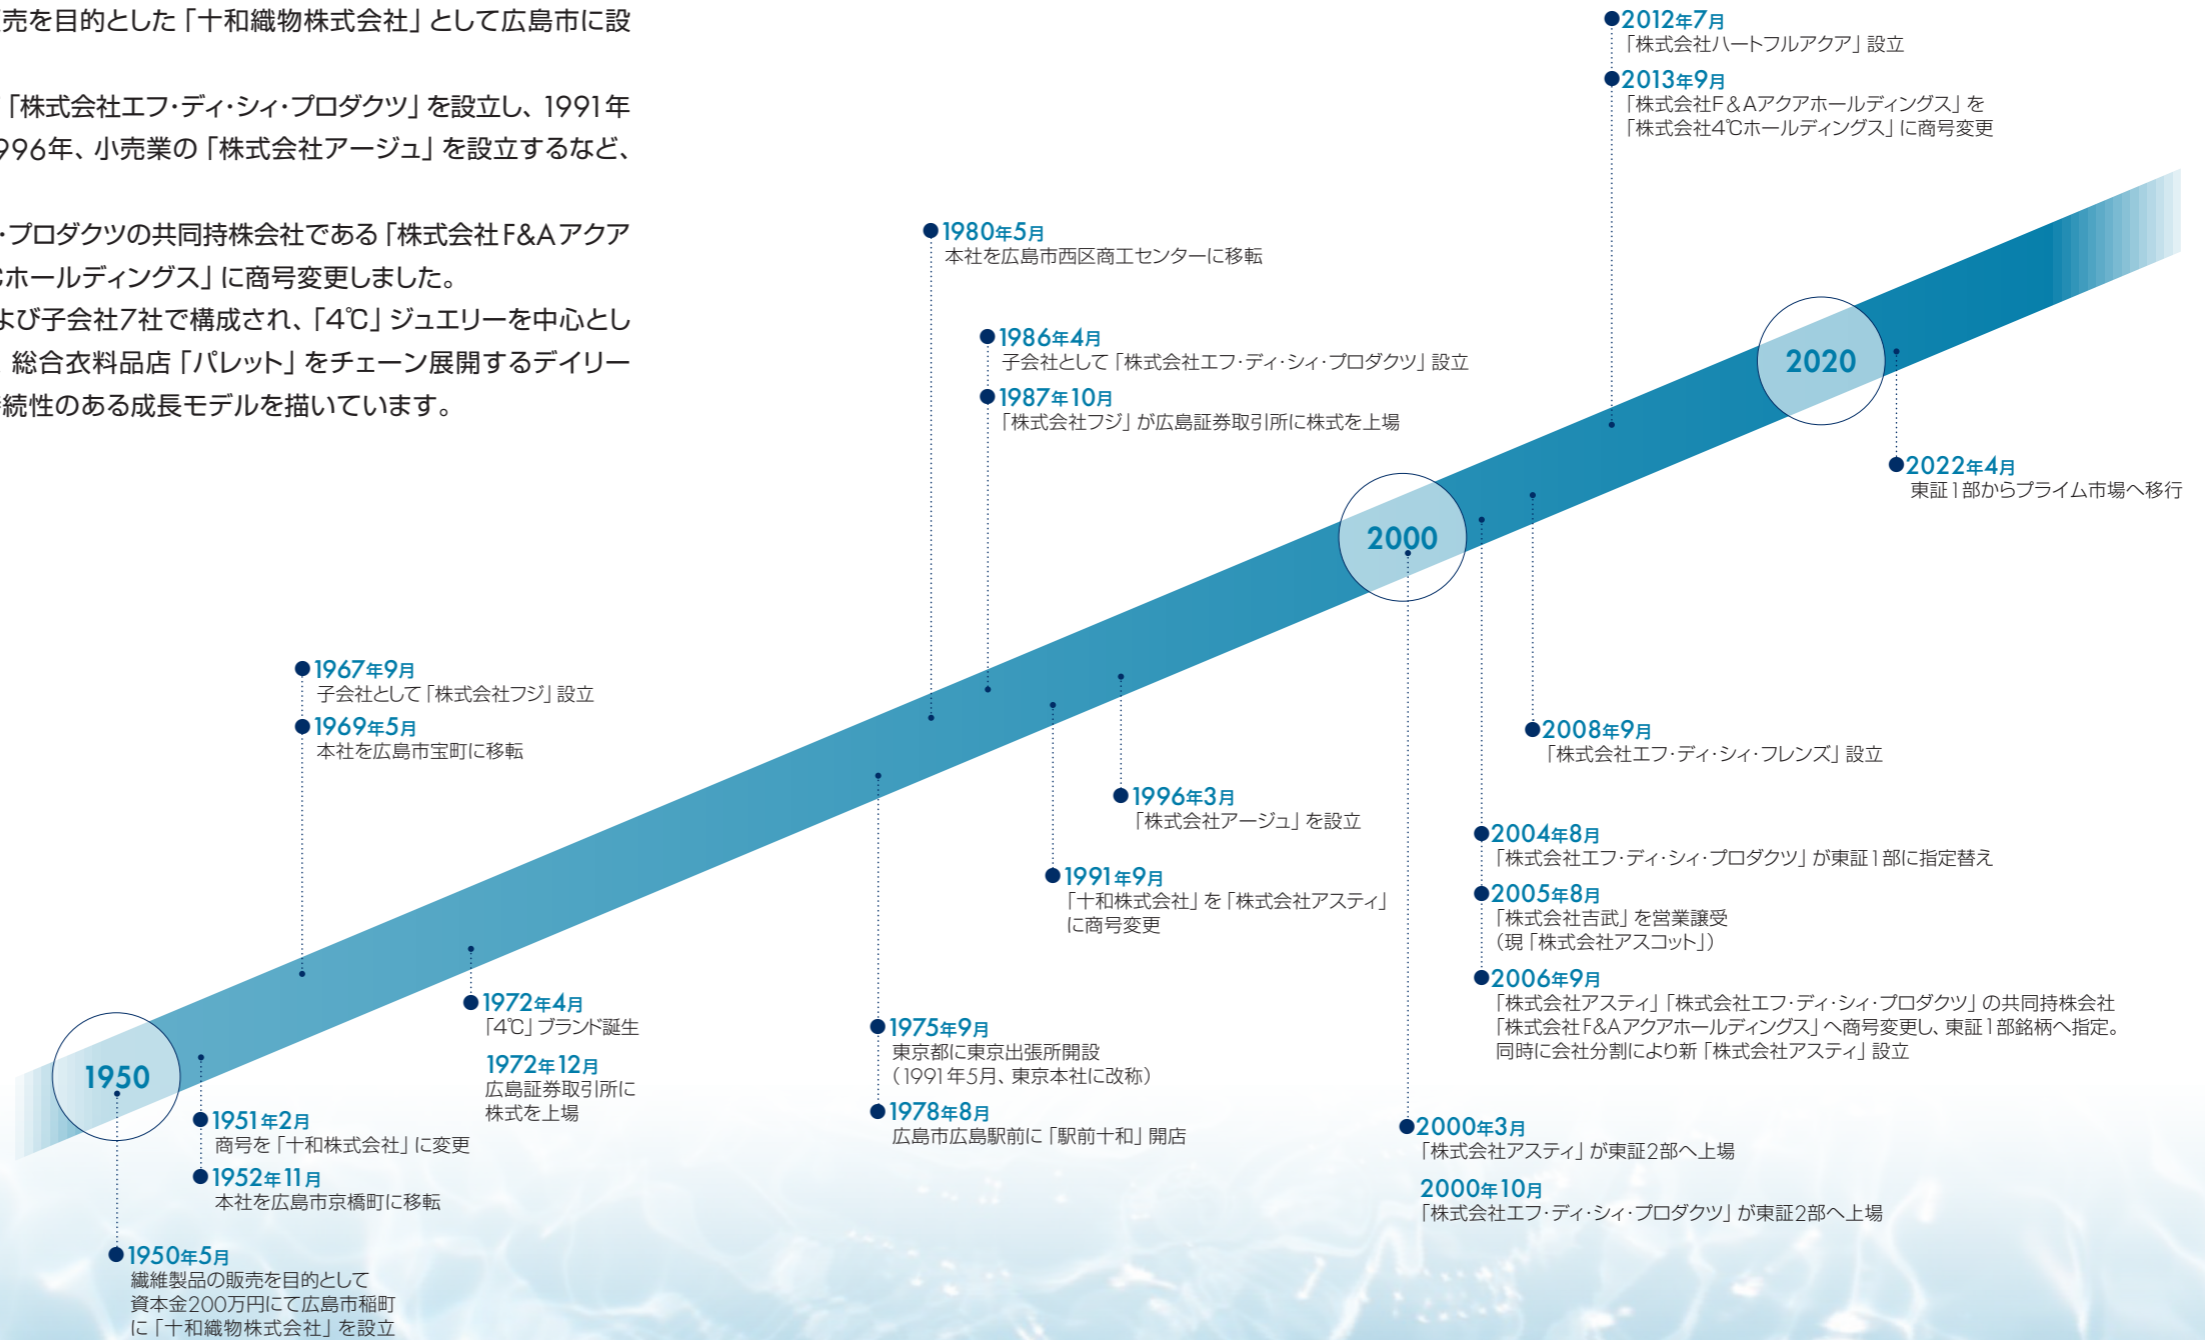 売を目的とした「十和織物株式会社」として広島市に設
「株式会社エフ・ディ・シィ・プロダクツ」を設立し、1991年
996年、小売業の「株式会社アージュ」を設立するなど、
・プロダクツの共同持株会社である「株式会社F&Aアクア
ホールディングス」に商号変更しました。
よび子会社7社で構成され、「4℃」ジュエリーを中心とし
総合衣料品店「パレット」をチェーン展開するデイリー
続性のある成長モデルを描いています。
2012年7月
「株式会社ハートフルアクア」設立
2013年9月
「株式会社F&Aアクアホールディングス」を
「株式会社4℃ホールディングス」に商号変更
1980年5月
本社を広島市西区商工センターに移転
1986年4月
子会社として「株式会社エフ・ディ・シィ・プロダクツ」設立
1987年10月
「株式会社フジ」が広島証券取引所に株式を上場
2020
2022年4月
東証1部からプライム市場へ移行
2000
1967年9月
子会社として「株式会社フジ」設立
1969年5月
本社を広島市宝町に移転
2008年9月
「株式会社エフ・ディ・シィ・フレンズ」設立
1996年3月
「株式会社アージュ」を設立
1991年9月
「十和株式会社」を「株式会社アスティ」
に商号変更
2004年8月
「株式会社エフ・ディ・シィ・プロダクツ」が東証1部に指定替え
2005年8月
「株式会社吉武」を営業譲受
(現「株式会社アスコット」)
2006年9月
「株式会社アスティ」「株式会社エフ・ディ・シィ・プロダクツ」の共同持株会社
「株式会社F&Aアクアホールディングス」へ商号変更し、東証1部銘柄へ指定。
同時に会社分割により新「株式会社アスティ」設立
1972年4月
「4℃」ブランド誕生
1972年12月
広島証券取引所に
株式を上場
1975年9月
東京都に東京出張所開設
(1991年5月、東京本社に改称)
1978年8月
広島市広島駅前に「駅前十和」開店
1950
1951年2月
商号を「十和株式会社」に変更
1952年11月
本社を広島市京橋町に移転
2000年3月
「株式会社アスティ」が東証2部へ上場
2000年10月
「株式会社エフ・ディ・シィ・プロダクツ」が東証2部へ上場
1950年5月
繊維製品の販売を目的として
資本金200万円にて広島市稲町
に「十和織物株式会社」を設立